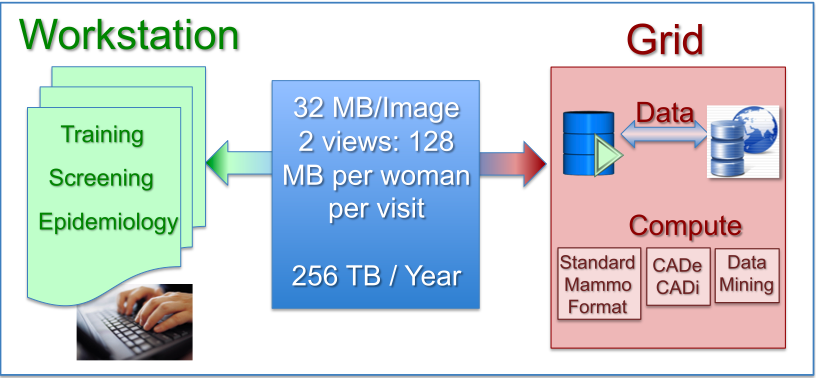 Workstation
Training
Screening
Epidemiology
32 MB/Image
2 views: 128
MB per woman
per visit
256 TB / Year
Grid
Data
Compute
Standard
Mammo
Format
CADe
CADi
Data
Mining